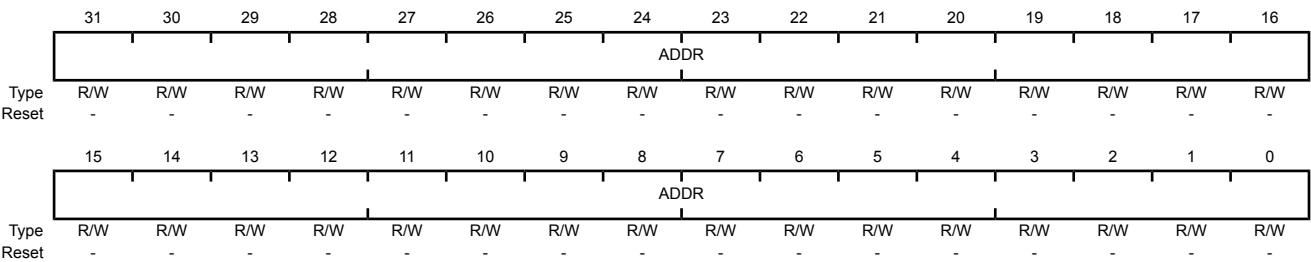 31 30 29 28 27 26 25 24 23 22 21 20 19 18 17 16
ADDR
Type R/W R/W R/W R/W R/W R/W R/W R/W R/W R/W R/W R/W R/W R/W R/W R/W
Reset - - - - - - - - - - - - - - - -
15 14 13 12 11 10 9 8 7 6 5 4 3 2 1 0
ADDR
Type R/W R/W R/W R/W R/W R/W R/W R/W R/W R/W R/W R/W R/W R/W R/W R/W
Reset - - - - - - - - - - - - - - - -